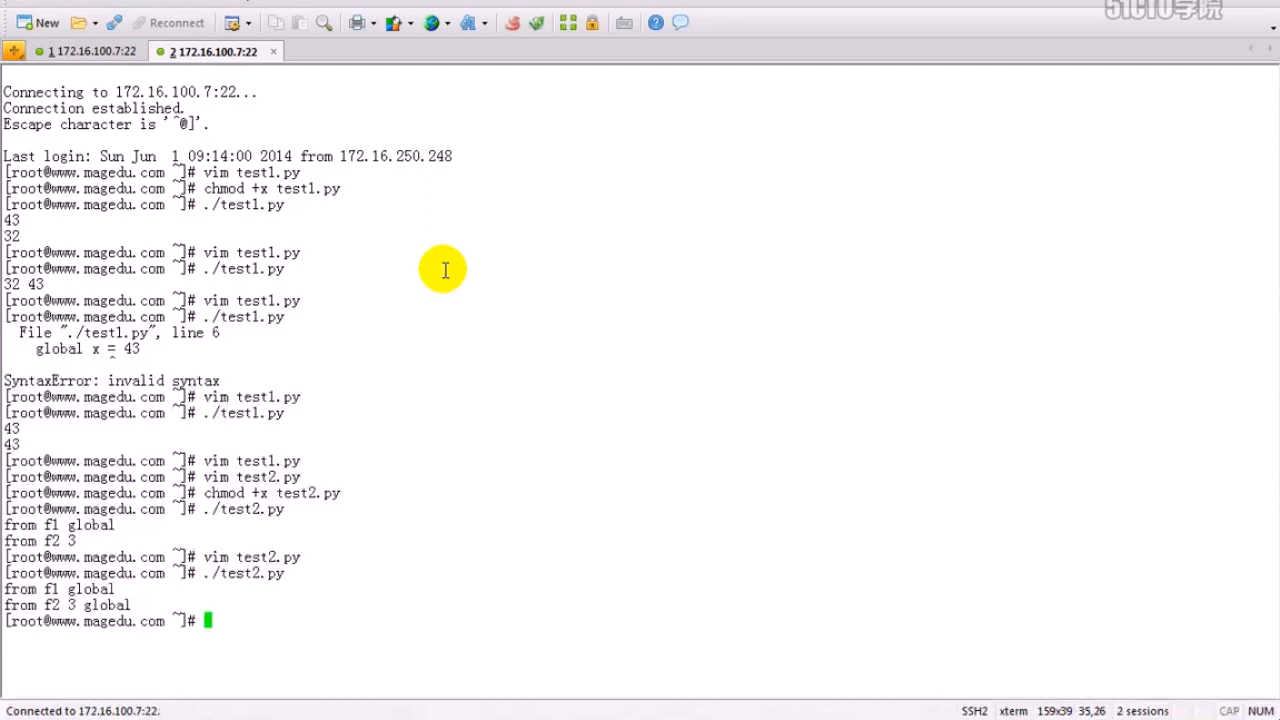 51CTO学院
New
Reconnect
1 172.16.100.7:22
2 172.16.100.7:22 ×
Connecting to 172.16.100.7:22...
Connection established.
Escape character is '^@]'.
Last login: Sun Jun  1 09:14:00 2014 from 172.16.250.248
[root@www.magedu.com ~]# vim test1.py
[root@www.magedu.com ~]# chmod +x test1.py
[root@www.magedu.com ~]# ./test1.py
43
32
[root@www.magedu.com ~]# vim test1.py
[root@www.magedu.com ~]# ./test1.py
32 43
[root@www.magedu.com ~]# vim test1.py
[root@www.magedu.com ~]# ./test1.py
  File "./test1.py", line 6
    global x = 43
             ^
SyntaxError: invalid syntax
[root@www.magedu.com ~]# vim test1.py
[root@www.magedu.com ~]# ./test1.py
43
43
[root@www.magedu.com ~]# vim test1.py
[root@www.magedu.com ~]# vim test2.py
[root@www.magedu.com ~]# chmod +x test2.py
[root@www.magedu.com ~]# ./test2.py
from f1 global
from f2 3
[root@www.magedu.com ~]# vim test2.py
[root@www.magedu.com ~]# ./test2.py
from f1 global
from f2 3 global
[root@www.magedu.com ~]#
Connected to 172.16.100.7:22. SSH2 xterm 159x39 35,26 2 sessions CAP NUM